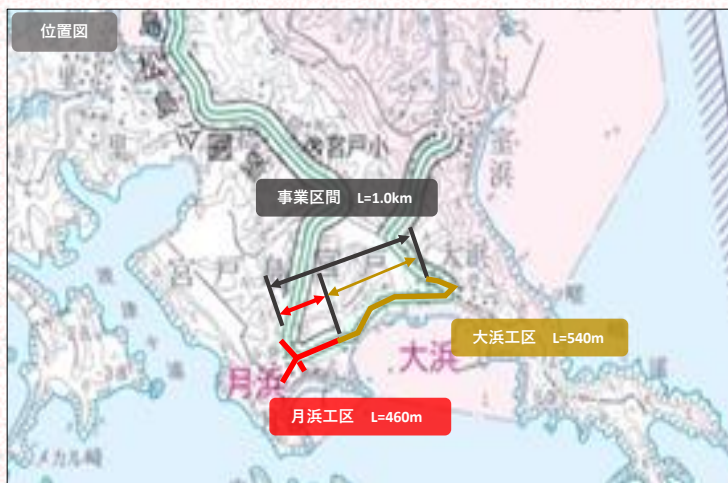 位置図
宮戸小
室浜
事業区間 L=1.0km
宮戸
大浜
大浜工区 L=540m
大浜
月浜
月浜工区 L=460m
メカル崎